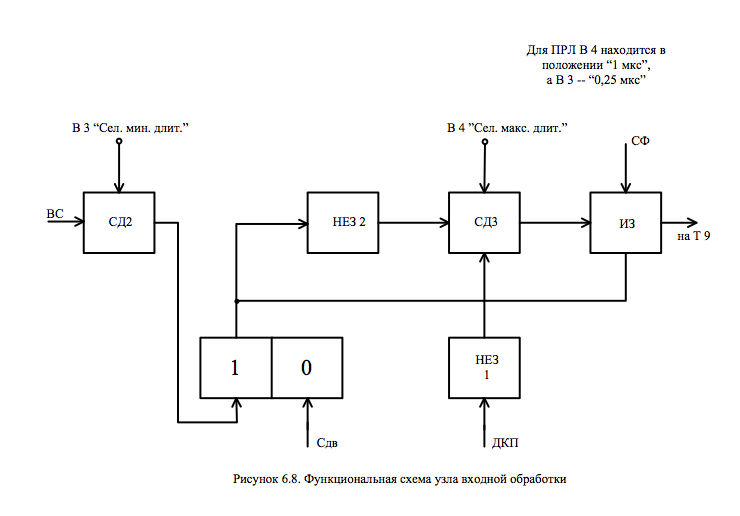 Для ПРЛ В 4 находится в
положении “1 мкс”,
а В 3 -- “0,25 мкс”
В 3 “Сел. мин. длит.”
В 4 ”Сел. макс. длит.”
СФ
ВС
СД2
НЕЗ 2
СД3
ИЗ
на Т 9
1
0
НЕЗ
1
Сдв
ДКП
Рисунок 6.8. Функциональная схема узла входной обработки